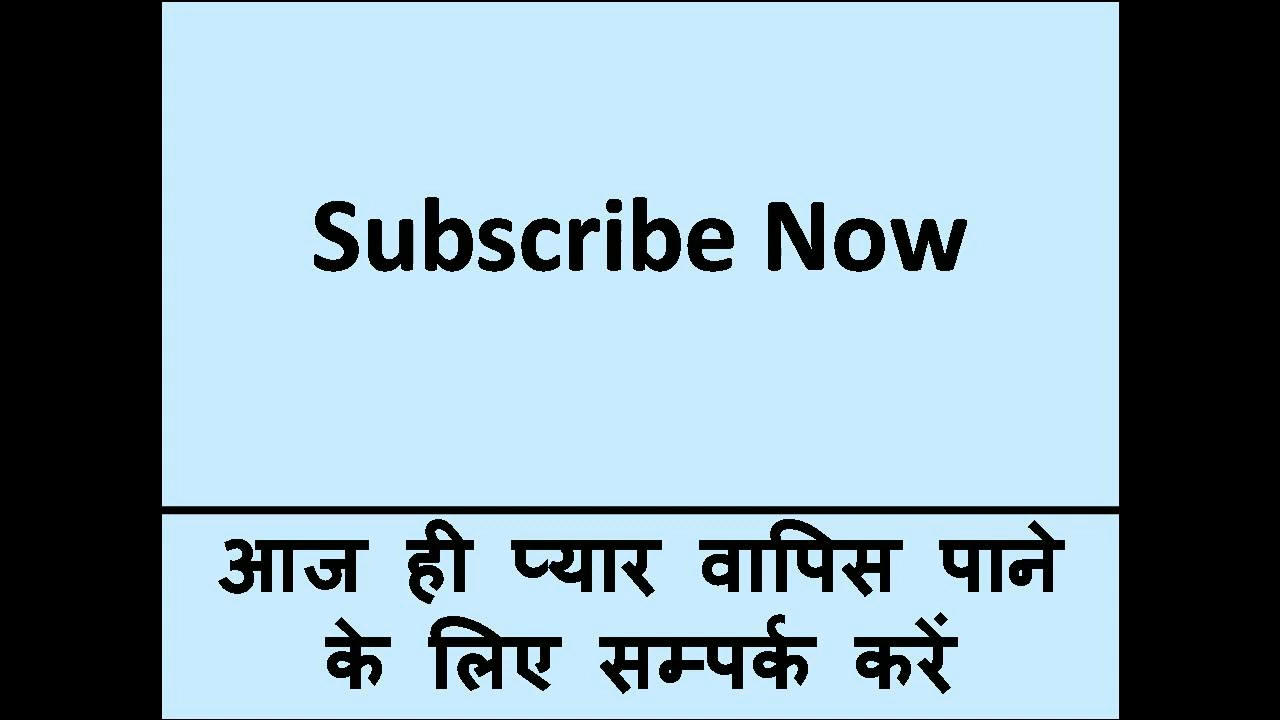 Subscribe Now
आज ही प्यार वापिस पाने
के लिए सम्पर्क करें